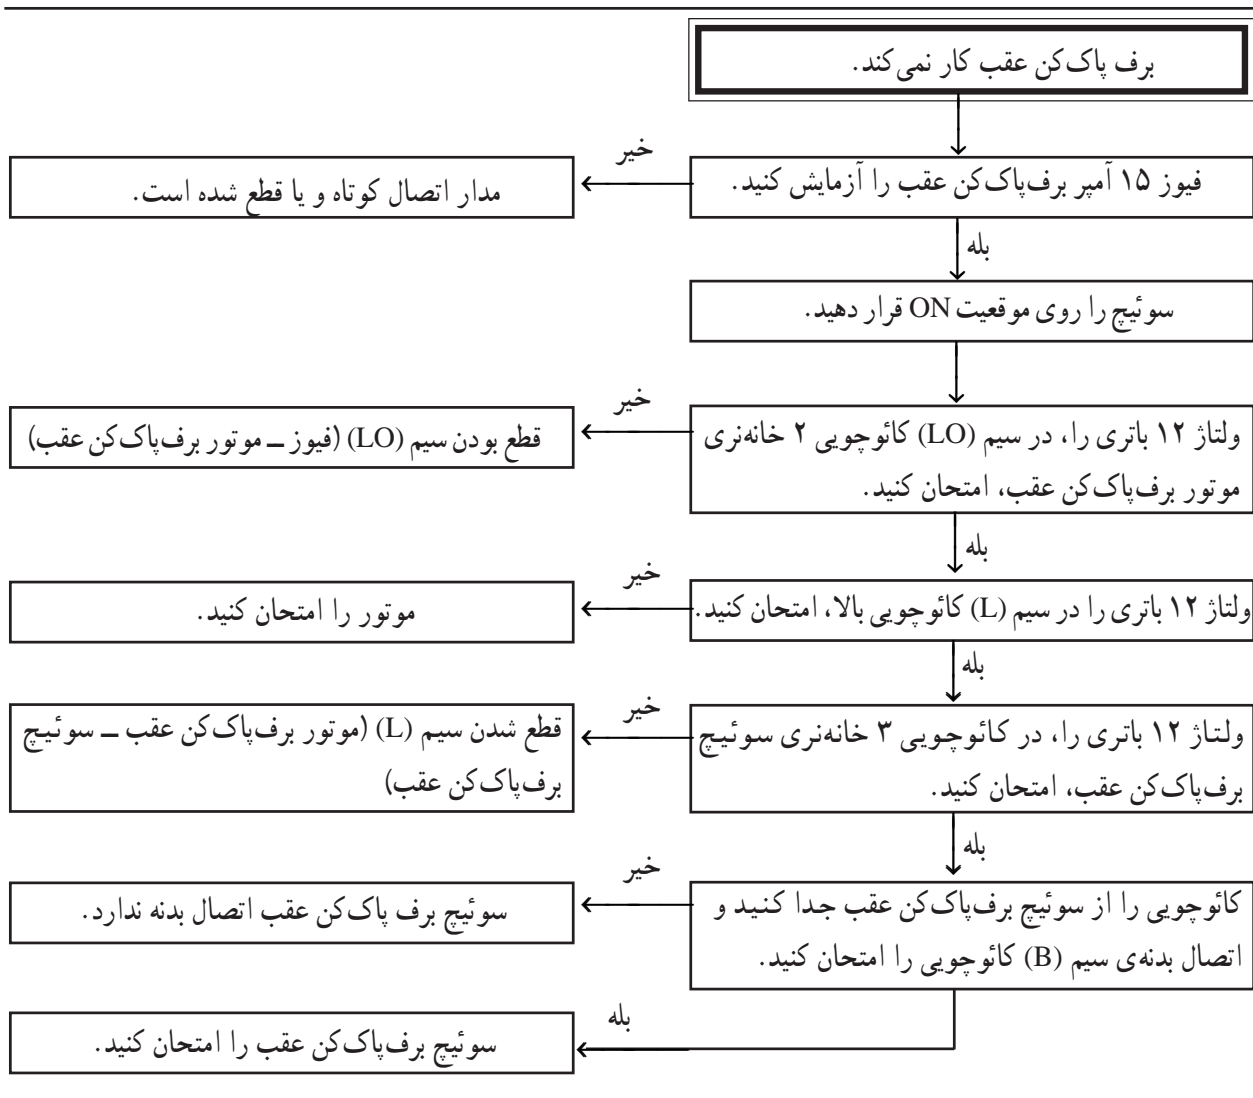 برف پاک‌کن عقب کار نمی‌کند.
خیر
فیوز ۱۵ آمپر برف‌پاک‌کن عقب را آزمایش کنید.
مدار اتصال کوتاه و یا قطع شده است.
بله
سوئیچ را روی موقعیت ON قرار دهید.
خیر
ولتاژ ۱۲ باتری را، در سیم (LO) کائوچویی ۲ خانه‌نری
موتور برف‌پاک‌کن عقب، امتحان کنید.
قطع بودن سیم (LO) (فیوز ــ موتور برف‌پاک‌کن عقب)
بله
خیر
ولتاژ ۱۲ باتری را در سیم (L) کائوچویی بالا، امتحان کنید.
موتور را امتحان کنید.
بله
خیر
ولتاژ ۱۲ باتری را، در کائوچویی ۳ خانه‌نری سوئیچ
برف‌پاک‌کن عقب، امتحان کنید.
قطع شدن سیم (L) (موتور برف‌پاک‌کن عقب ــ سوئیچ
برف‌پاک‌کن عقب)
بله
خیر
کائوچویی را از سوئیچ برف‌پاک‌کن عقب جدا کنید و
اتصال بدنه‌ی سیم (B) کائوچویی را امتحان کنید.
سوئیچ برف پاک‌کن عقب اتصال بدنه ندارد.
بله
سوئیچ برف‌پاک‌کن عقب را امتحان کنید.